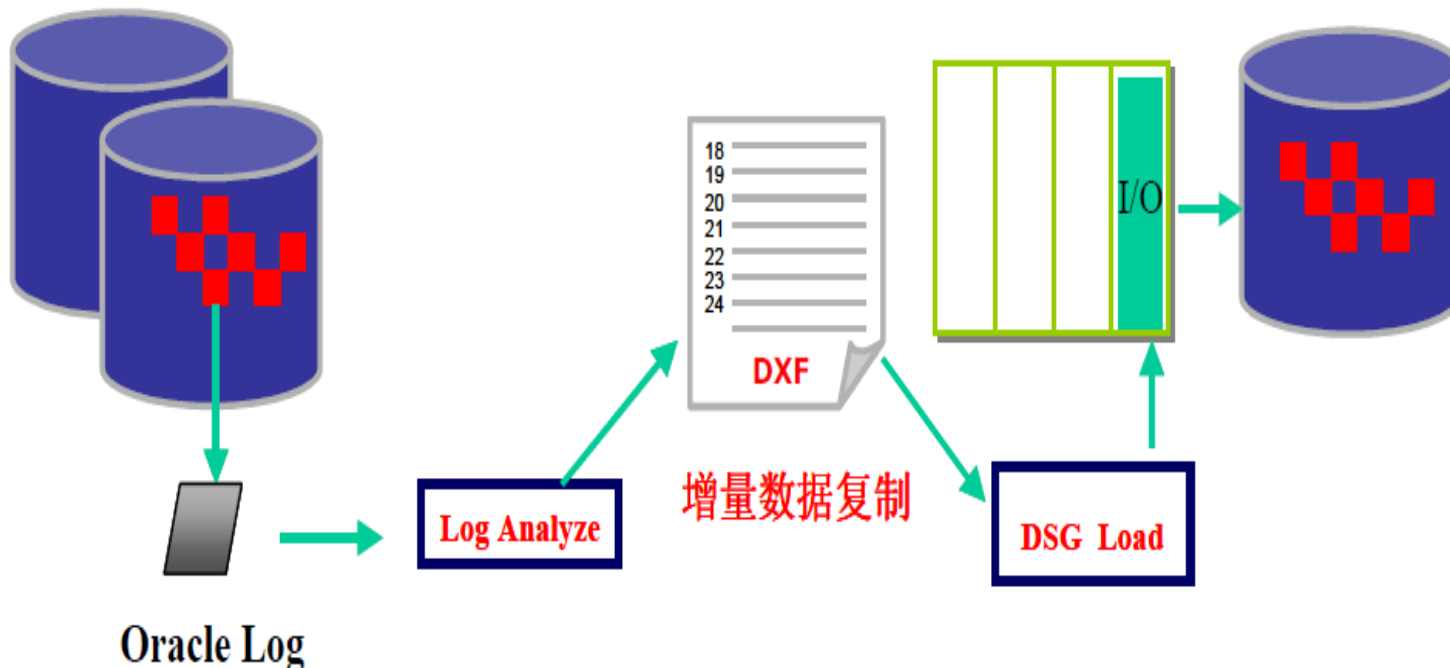 18
19
20
21
22
23
24
DXF
增量数据复制
I/O
Log Analyze
DSG Load
Oracle Log